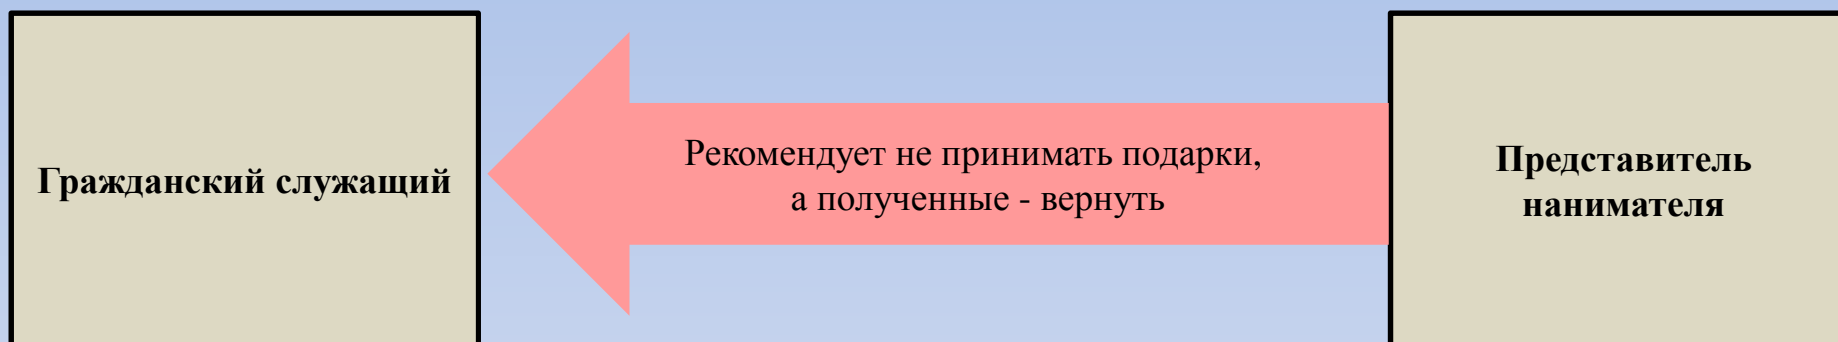 Гражданский служащий
Рекомендует не принимать подарки,
а полученные - вернуть
Представитель
нанимателя